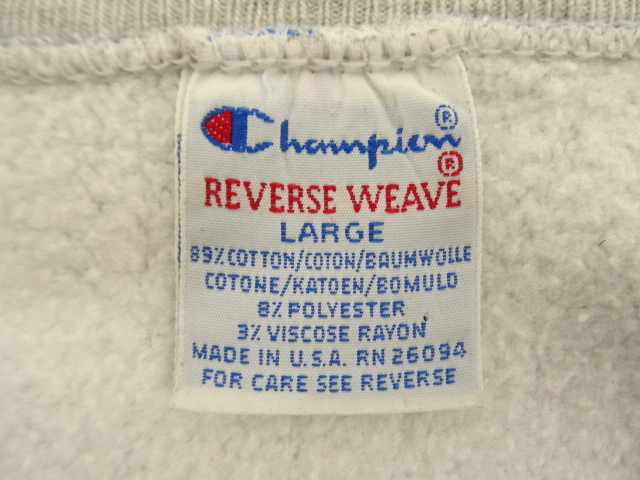 Champion®
REVERSE WEAVE®
LARGE
89% COTTON/COTON/BAUMWOLLE
COTONE/KATOEN/BOMULD
8% POLYESTER
3% VISCOSE RAYON
MADE IN U.S.A. RN 26094
FOR CARE SEE REVERSE